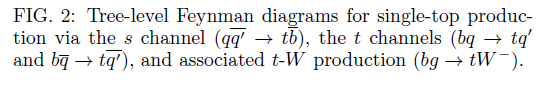 FIG. 2: Tree-level Feynman diagrams for single-top produc-
tion via the s channel (qq̅′ → tb̅), the t channels (bq → tq′
and bq̅ → tq̅′), and associated t-W production (bg → tW⁻).